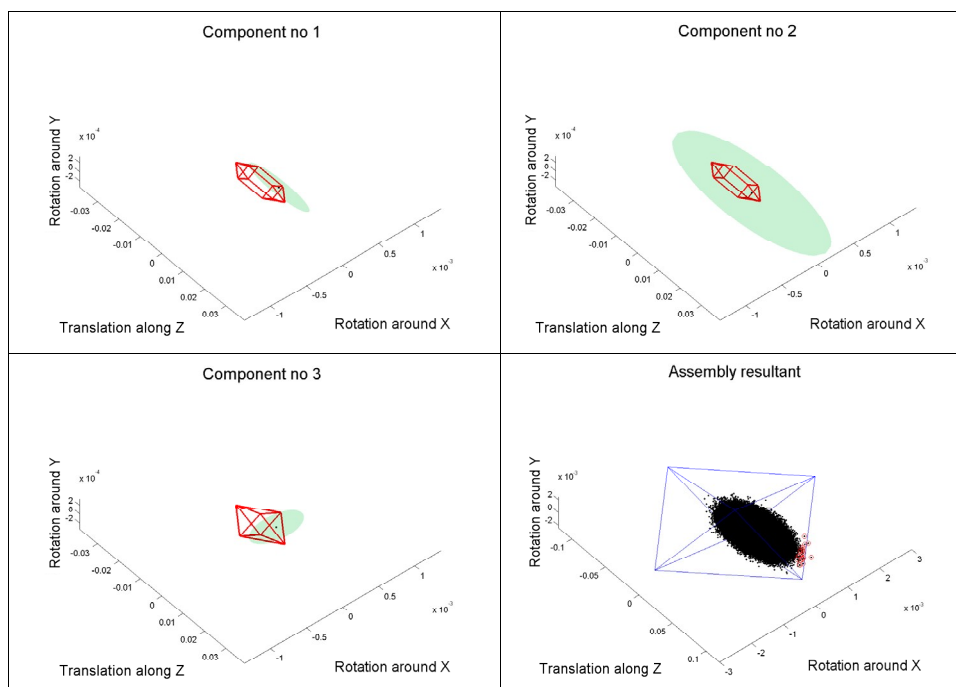 Component no 1
Rotation around Y
x 10^-4
2
0
-2
-0.03
-0.02
-0.01
0
0.01
0.02
0.03
Translation along Z
-1
-0.5
0
0.5
1
x 10^-3
Rotation around X
Component no 2
Rotation around Y
x 10^-4
2
0
-2
-0.03
-0.02
-0.01
0
0.01
0.02
0.03
Translation along Z
-1
-0.5
0
0.5
1
x 10^-3
Rotation around X
Component no 3
Rotation around Y
x 10^-4
2
0
-2
-0.03
-0.02
-0.01
0
0.01
0.02
0.03
Translation along Z
-1
-0.5
0
0.5
1
x 10^-3
Rotation around X
Assembly resultant
Rotation around Y
x 10^-3
2
0
-2
-0.1
-0.05
0
0.05
0.1
Translation along Z
-3
-2
-1
0
1
2
3
x 10^-3
Rotation around X